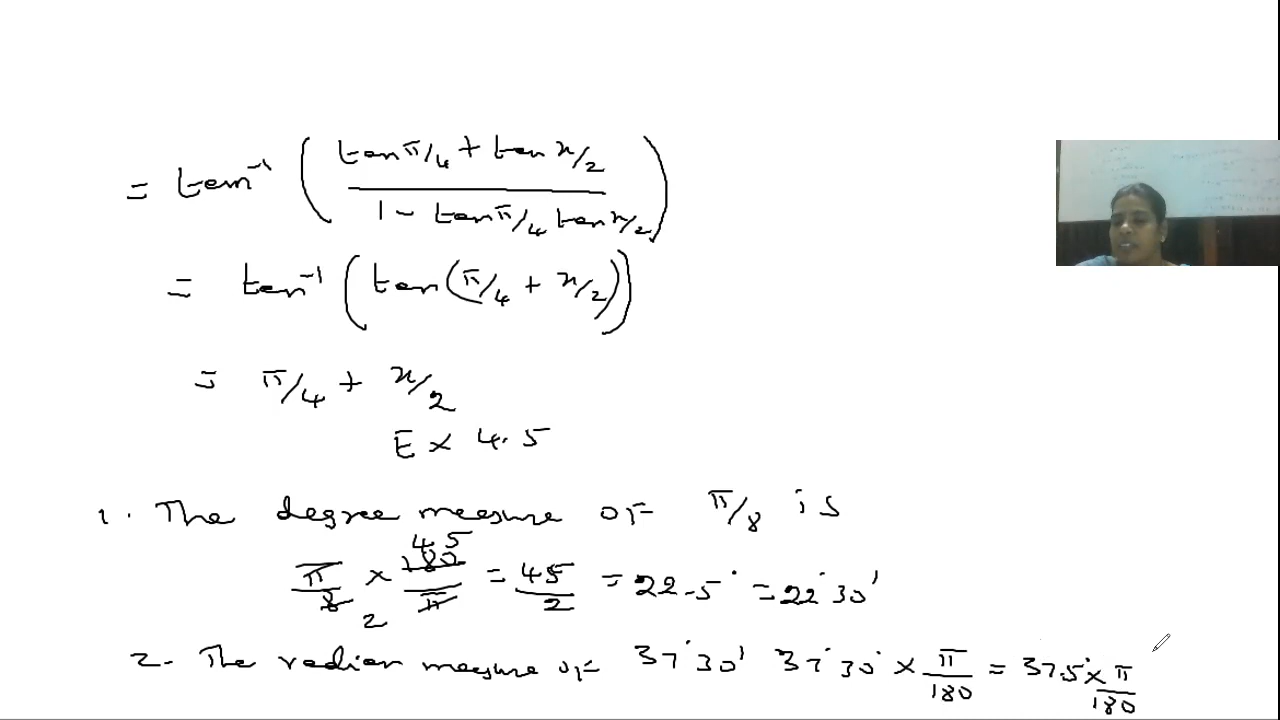 = tan⁻¹ ( (tan π/4 + tan x/2) / (1 - tan π/4 tan x/2) )
= tan⁻¹ ( tan (π/4 + x/2) )
= π/4 + x/2
Ex 4.5
1. The degree measure of π/8 is
π/8 × 180/π = 45/2 = 22.5° = 22° 30'
45
2
2. The radian measure of 37° 30' 37° 30' × π/180 = 37.5° × π/180